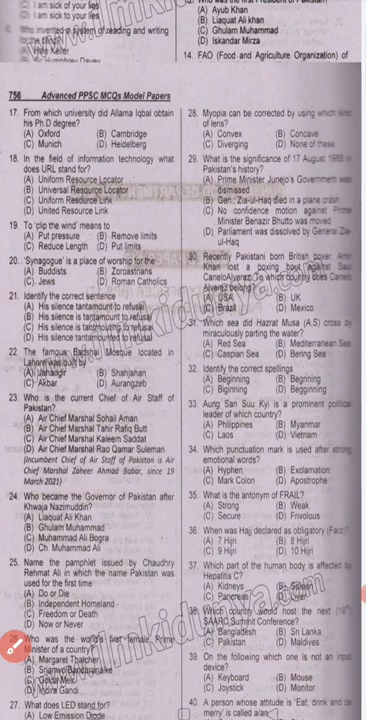 (C) I am sick of your lies
(D) I am sick to your lies
invented a system of reading and writing
(A) Ayub Khan
(B) Liaquat Ali khan
(C) Ghulam Muhammad
(D) Iskandar Mirza
14. FAO (Food and Agriculture Organization) of
756 Advanced PPSC MCQs Model Papers
17. From which university did Allama Iqbal obtain
his Ph.D degree?
(A) Oxford (B) Cambridge
(C) Munich (D) Heidelberg
18. In the field of information technology what
does URL stand for?
(A) Uniform Resource Locator
(B) Universal Resource Locator
(C) Uniform Resource Link
(D) United Resource Link
19. To 'clip the wind' means to
(A) Put pressure (B) Remove limits
(C) Reduce Length (D) Put limits
20. 'Synagogue' is a place of worship for the
(A) Buddists (B) Zoroastrians
(C) Jews (D) Roman Catholics
21. Identify the correct sentence
(A) His silence tantamount to refusal
(B) His silence is tantamount to refusal
(C) His silence is tantmouting to refusal
(D) His silence tantamounted to refusal
22. The famous Badshai Mosque located in
Lahore was built by
(A) Jahangir (B) Shahjahan
(C) Akbar (D) Aurangzeb
23. Who is the current Chief of Air Staff of
Pakistan?
(A) Air Chief Marshal Sohail Aman
(B) Air Chief Marshal Tahir Rafiq Butt
(C) Air Chief Marshal Kaleem Saddat
(D) Air Chief Marshal Rao Qamar Suleman
(Incumbent Chief of Air Staff of Pakistan is Air
Chief Marshal Zaheer Ahmad Babar, since 19
March 2021)
24. Who became the Governor of Pakistan after
Khwaja Nazimuddin?
(A) Liaquat Ali Khan
(B) Ghulam Muhammad
(C) Muhammad Ali Bogra
(D) Ch. Muhammad Ali
25. Name the pamphlet issued by Chaudhry
Rehmat Ali in which the name Pakistan was
used for the first time
(A) Do or Die
(B) Independent Homeland
(C) Freedom or Death
(D) Now or Never
26. Who was the world's first female Prime
Minister of a country?
(A) Margaret Thatcher
(B) Srianvo Bandaranaike
(C) Golda Meir
(D) Indira Gandi
27. What does LED stand for?
(A) Low Emission Diode
28. Myopia can be corrected by using which kind
of lens?
(A) Convex (B) Concave
(C) Diverging (D) None of these
29. What is the significance of 17 August 1988 in
Pakistan's history?
(A) Prime Minister Junejo's Government was
dismissed
(B) Gen. Zia-ul-Haq died in a plane crash
(C) No confidence motion against Prime
Minister Benazir Bhutto was moved
(D) Parliament was dissolved by General Zia-
ul-Haq
30. Recently Pakistani born British boxer Amir
Khan lost a boxing bout against Saul
CaneloAlvarez. To which country does Canelo
Alvarez belong?
(A) USA (B) UK
(C) Brazil (D) Mexico
31. Which sea did Hazrat Musa (A.S) cross by
miraculously parting the water?
(A) Red Sea (B) Mediterranean Sea
(C) Caspian Sea (D) Bering Sea
32. Identify the correct spellings
(A) Beginning (B) Begnning
(C) Biginning (D) Begginning
33. Aung San Suu Kyi is a prominent political
leader of which country?
(A) Philippines (B) Myanmar
(C) Laos (D) Vietnam
34. Which punctuation mark is used after strong
emotional words?
(A) Hyphen (B) Exclamation
(C) Mark Colon (D) Apostrophe
35. What is the antonym of FRAIL?
(A) Strong (B) Weak
(C) Secure (D) Frivolous
36. When was Hajj declared as obligatory (Farz)?
(A) 7 Hijri (B) 8 Hijri
(C) 9 Hijri (D) 10 Hijri
37. Which part of the human body is affected by
Hepatitis C?
(A) Kidneys (B) Spleen
(C) Pancreas (D) Liver
38. Which country would host the next (19th)
SAARC Summit Conference?
(A) Bangladesh (B) Sri Lanka
(C) Pakistan (D) Maldives
39. On the following which one is not an input
device?
(A) Keyboard (B) Mouse
(C) Joystick (D) Monitor
40. A person whose attitude is 'Eat, drink and be
merry' is called a/an